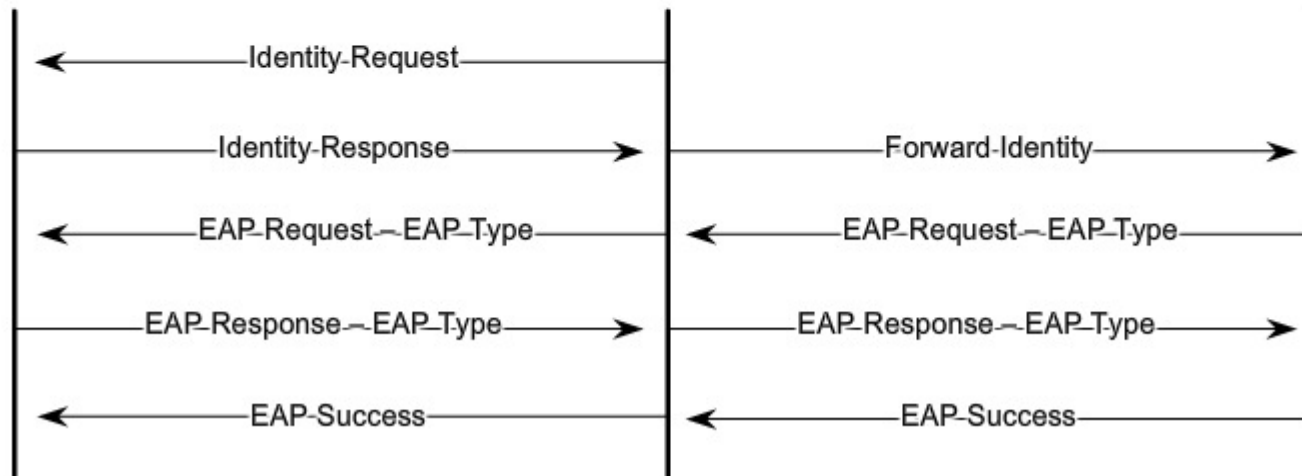 Identity Request
Identity Response
Forward Identity
EAP Request – EAP Type
EAP Request – EAP Type
EAP Response – EAP Type
EAP Response – EAP Type
EAP Success
EAP Success